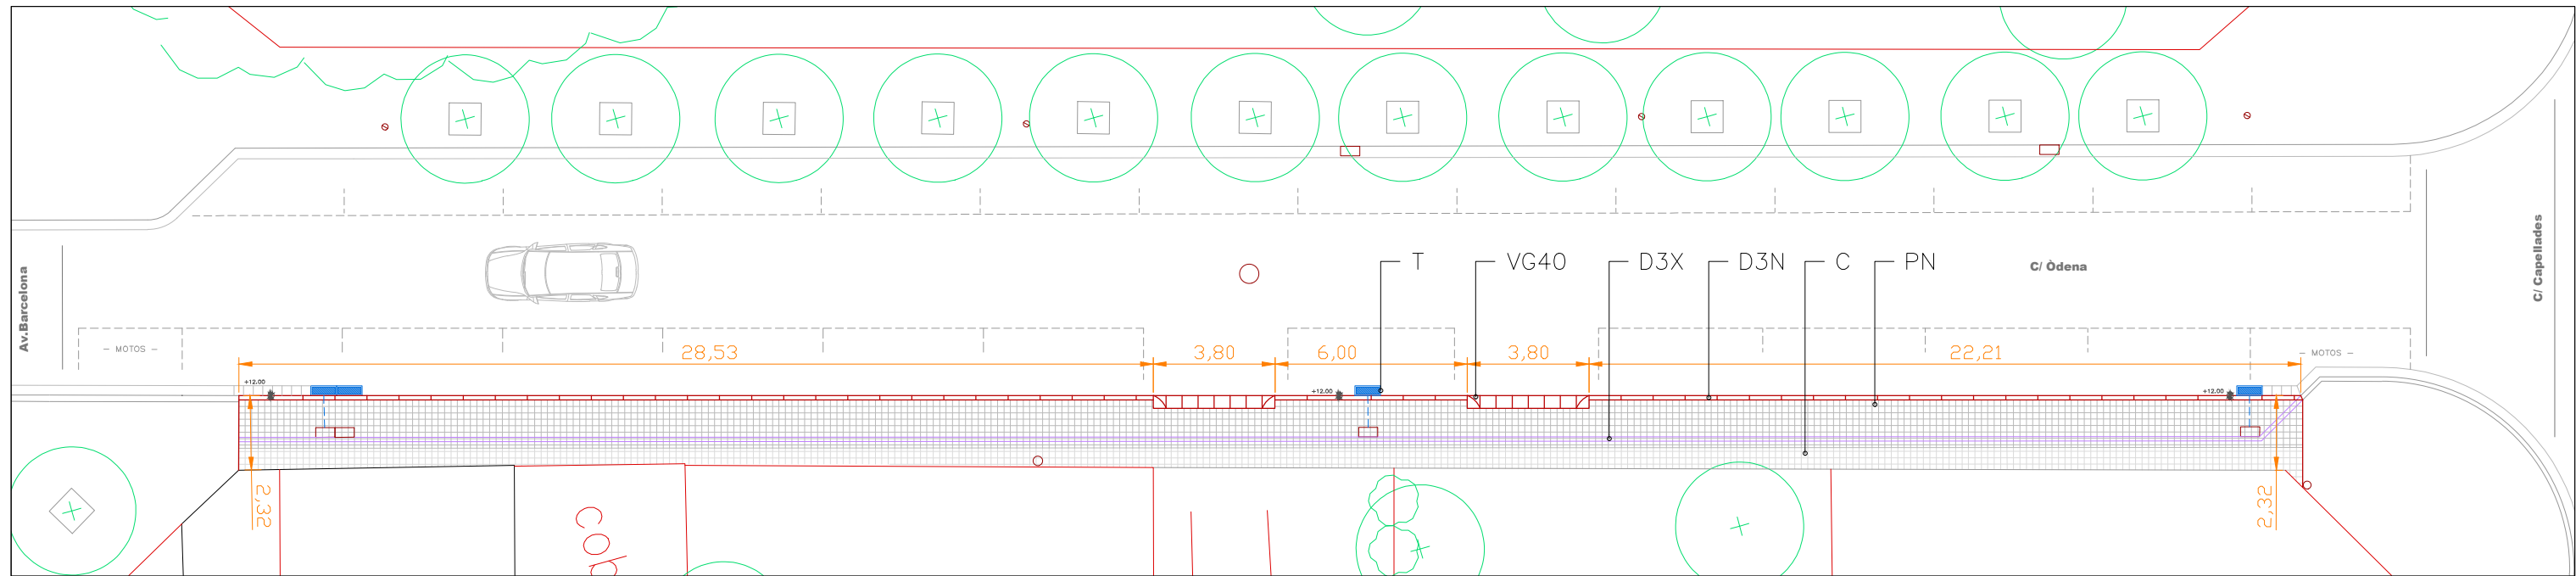 T
VG40
D3X
D3N
C
PN
C/ Òdena
C/ Capellades
Av.Barcelona
– MOTOS –
28,53
3,80
6,00
3,80
22,21
– MOTOS –
+12.00
+12.00
+12.00
2,32
2,32